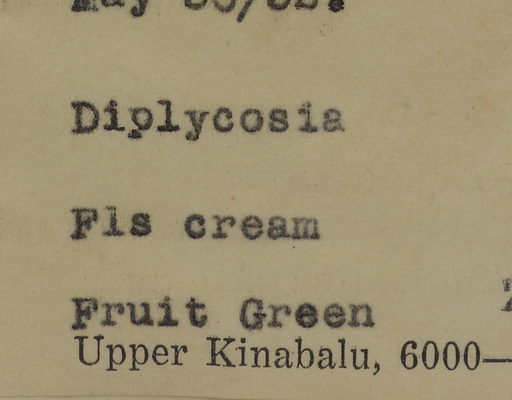 Diplycosia
Fls cream
Fruit Green
Upper Kinabalu, 6000—